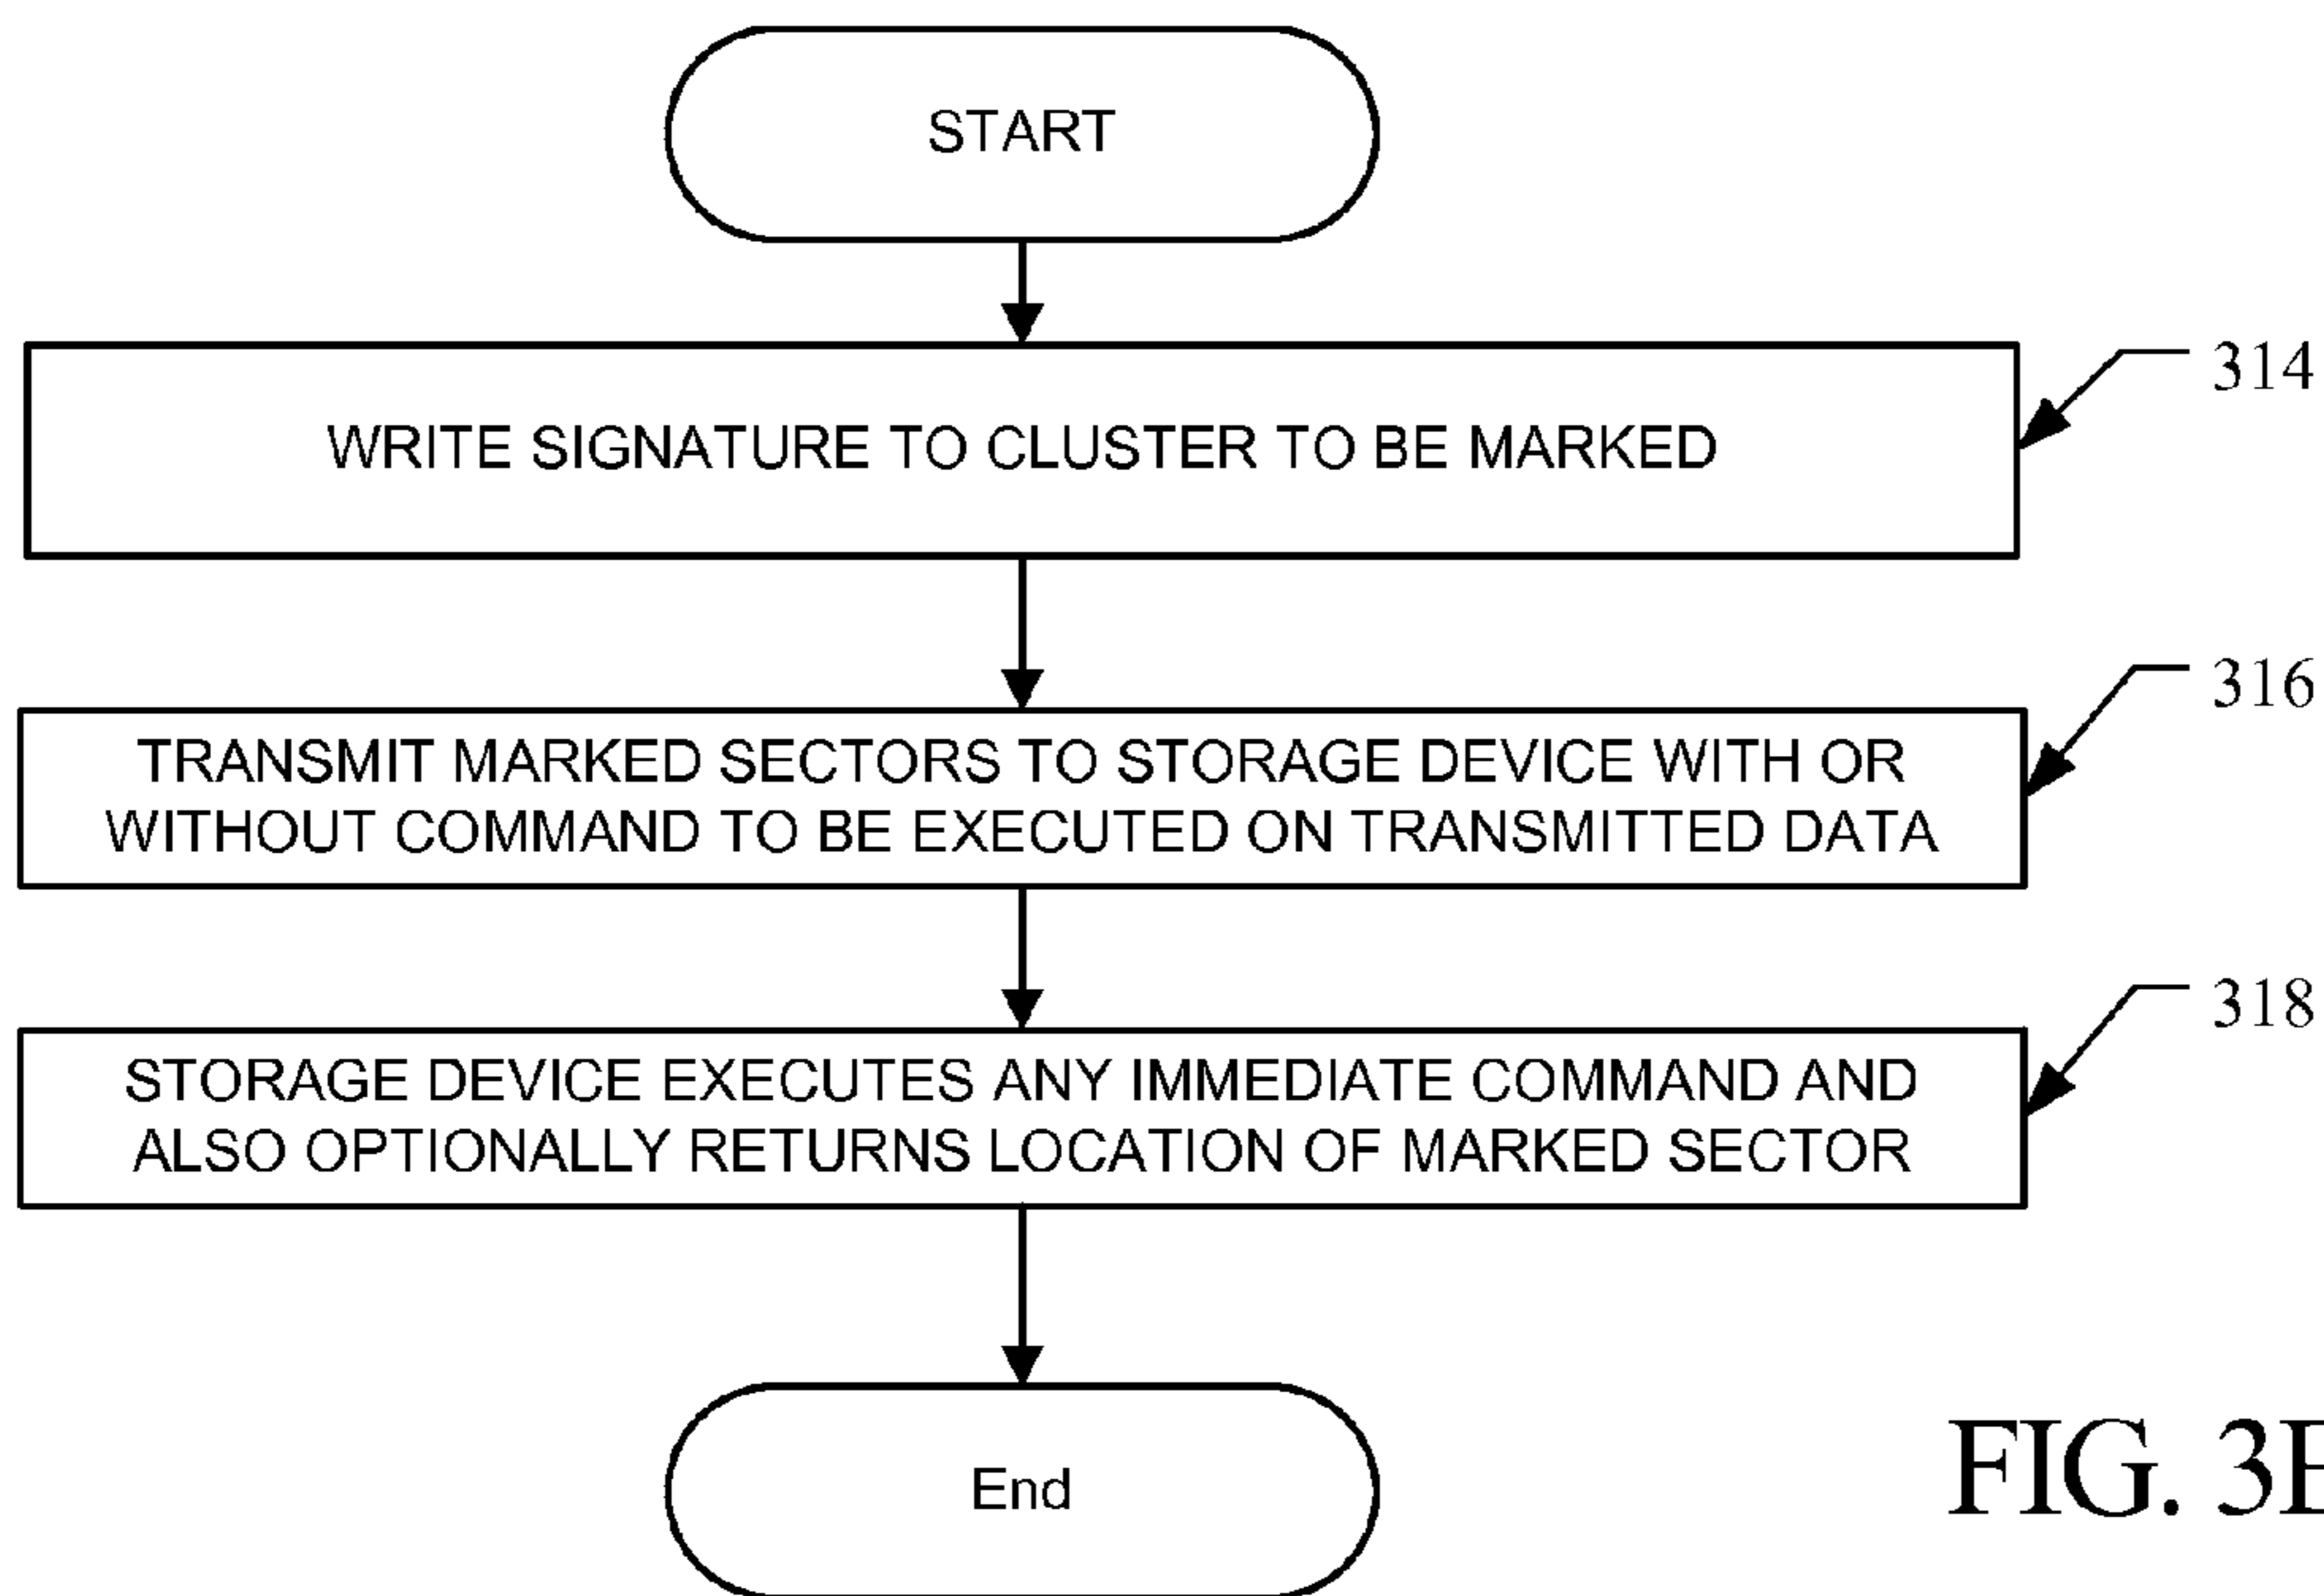 START
WRITE SIGNATURE TO CLUSTER TO BE MARKED
314
TRANSMIT MARKED SECTORS TO STORAGE DEVICE WITH OR
WITHOUT COMMAND TO BE EXECUTED ON TRANSMITTED DATA
316
STORAGE DEVICE EXECUTES ANY IMMEDIATE COMMAND AND
ALSO OPTIONALLY RETURNS LOCATION OF MARKED SECTOR
318
End
FIG.